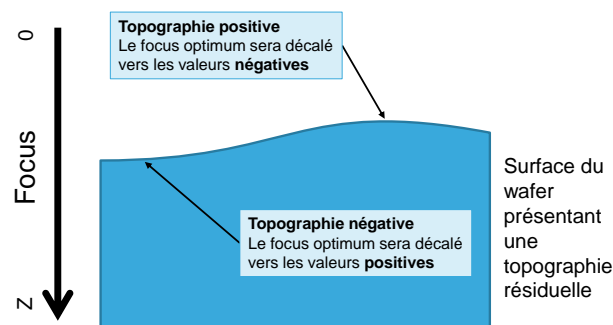 0
Focus
Z
Topographie positive
Le focus optimum sera décalé
vers les valeurs négatives
Topographie négative
Le focus optimum sera décalé
vers les valeurs positives
Surface du
wafer
présentant
une
topographie
résiduelle